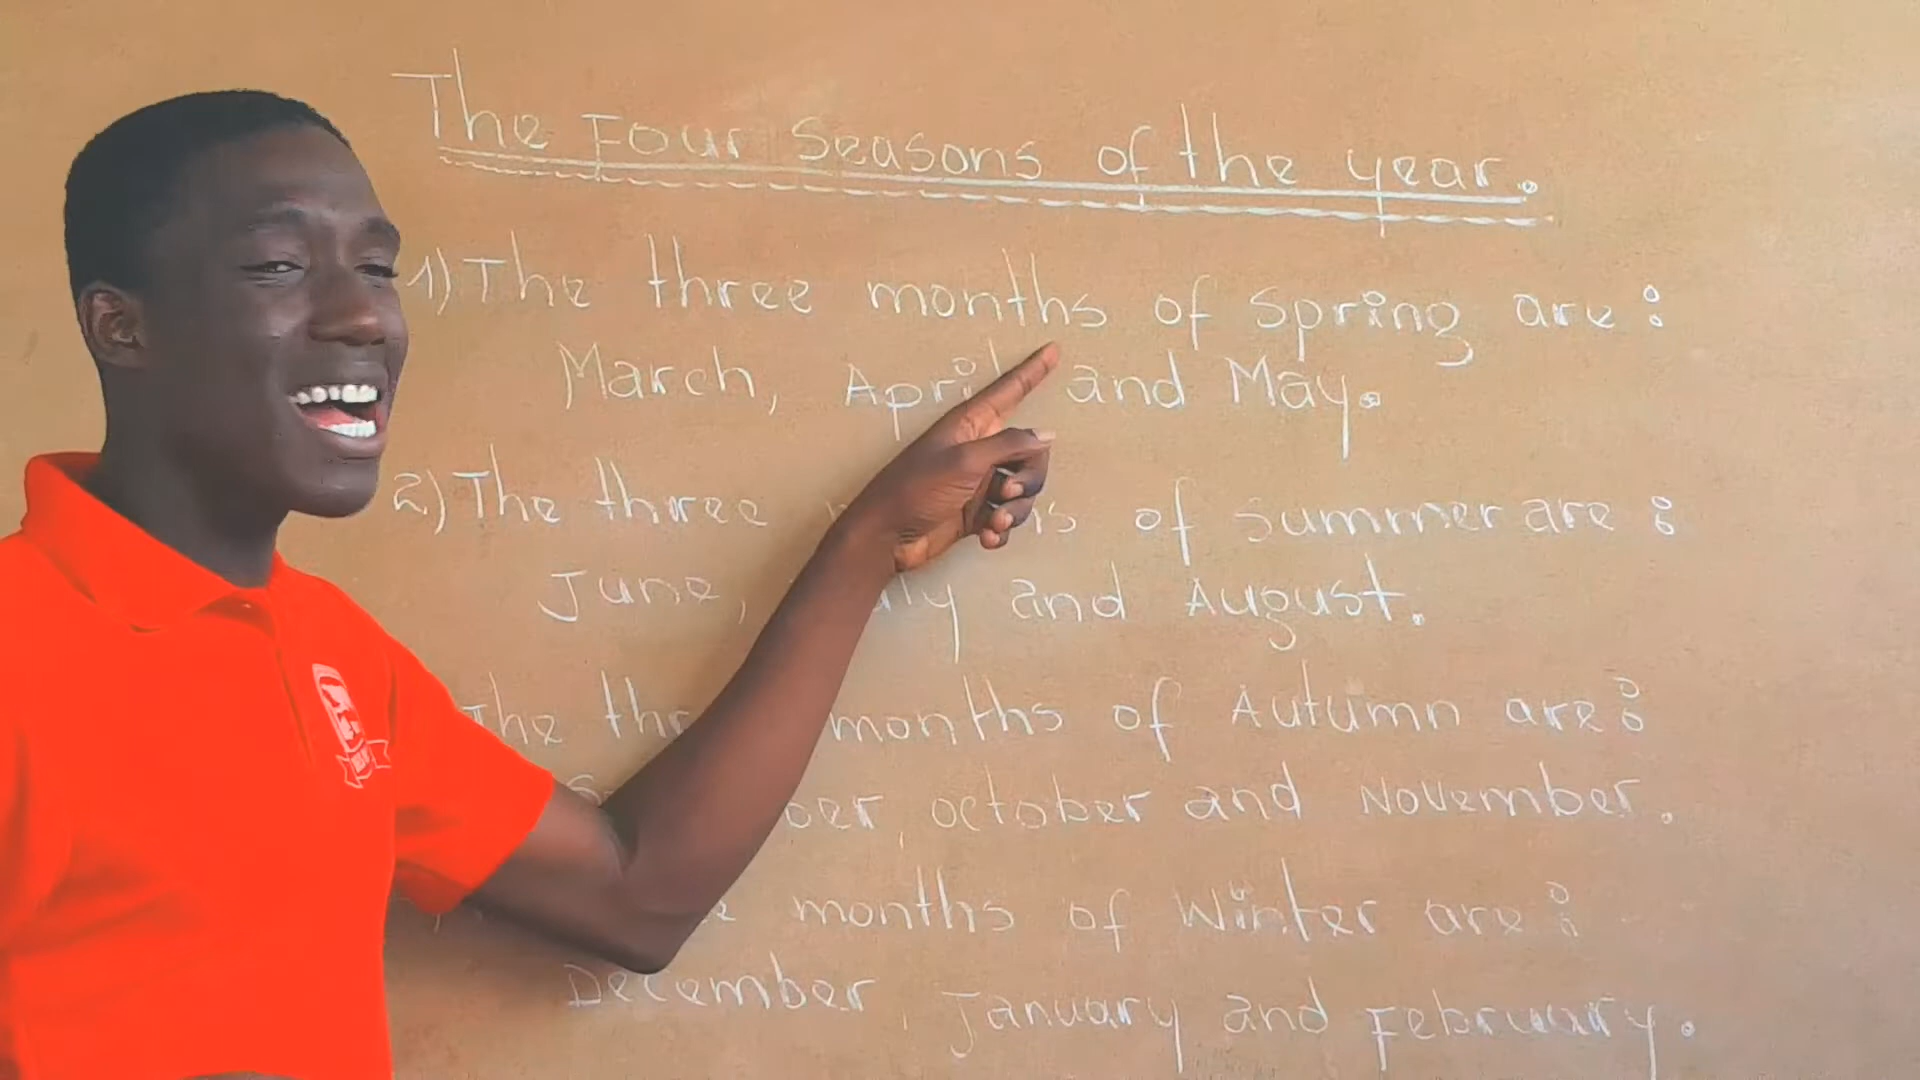 The Four Seasons of the year.
1) The three months of Spring are:
March, April and May.
2) The three of summer are:
June, and August.
The months of Autumn are:
October and November.
months of Winter are:
December, January and February.